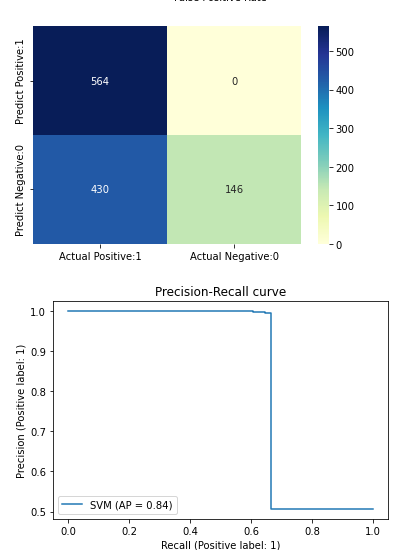 False Positive Rate
Predict Positive:1
564
0
Predict Negative:0
430
146
Actual Positive:1
Actual Negative:0
500
400
300
200
100
0
Precision-Recall curve
Precision (Positive label: 1)
1.0
0.9
0.8
0.7
0.6
0.5
SVM (AP = 0.84)
0.0
0.2
0.4
0.6
0.8
1.0
Recall (Positive label: 1)